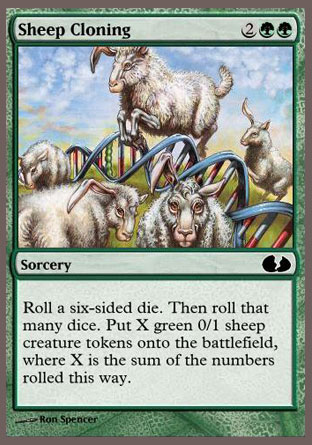 Sheep Cloning 2
Sorcery
Roll a six-sided die. Then roll that
many dice. Put X green 0/1 sheep
creature tokens onto the battlefield,
where X is the sum of the numbers
rolled this way.
Ron Spencer